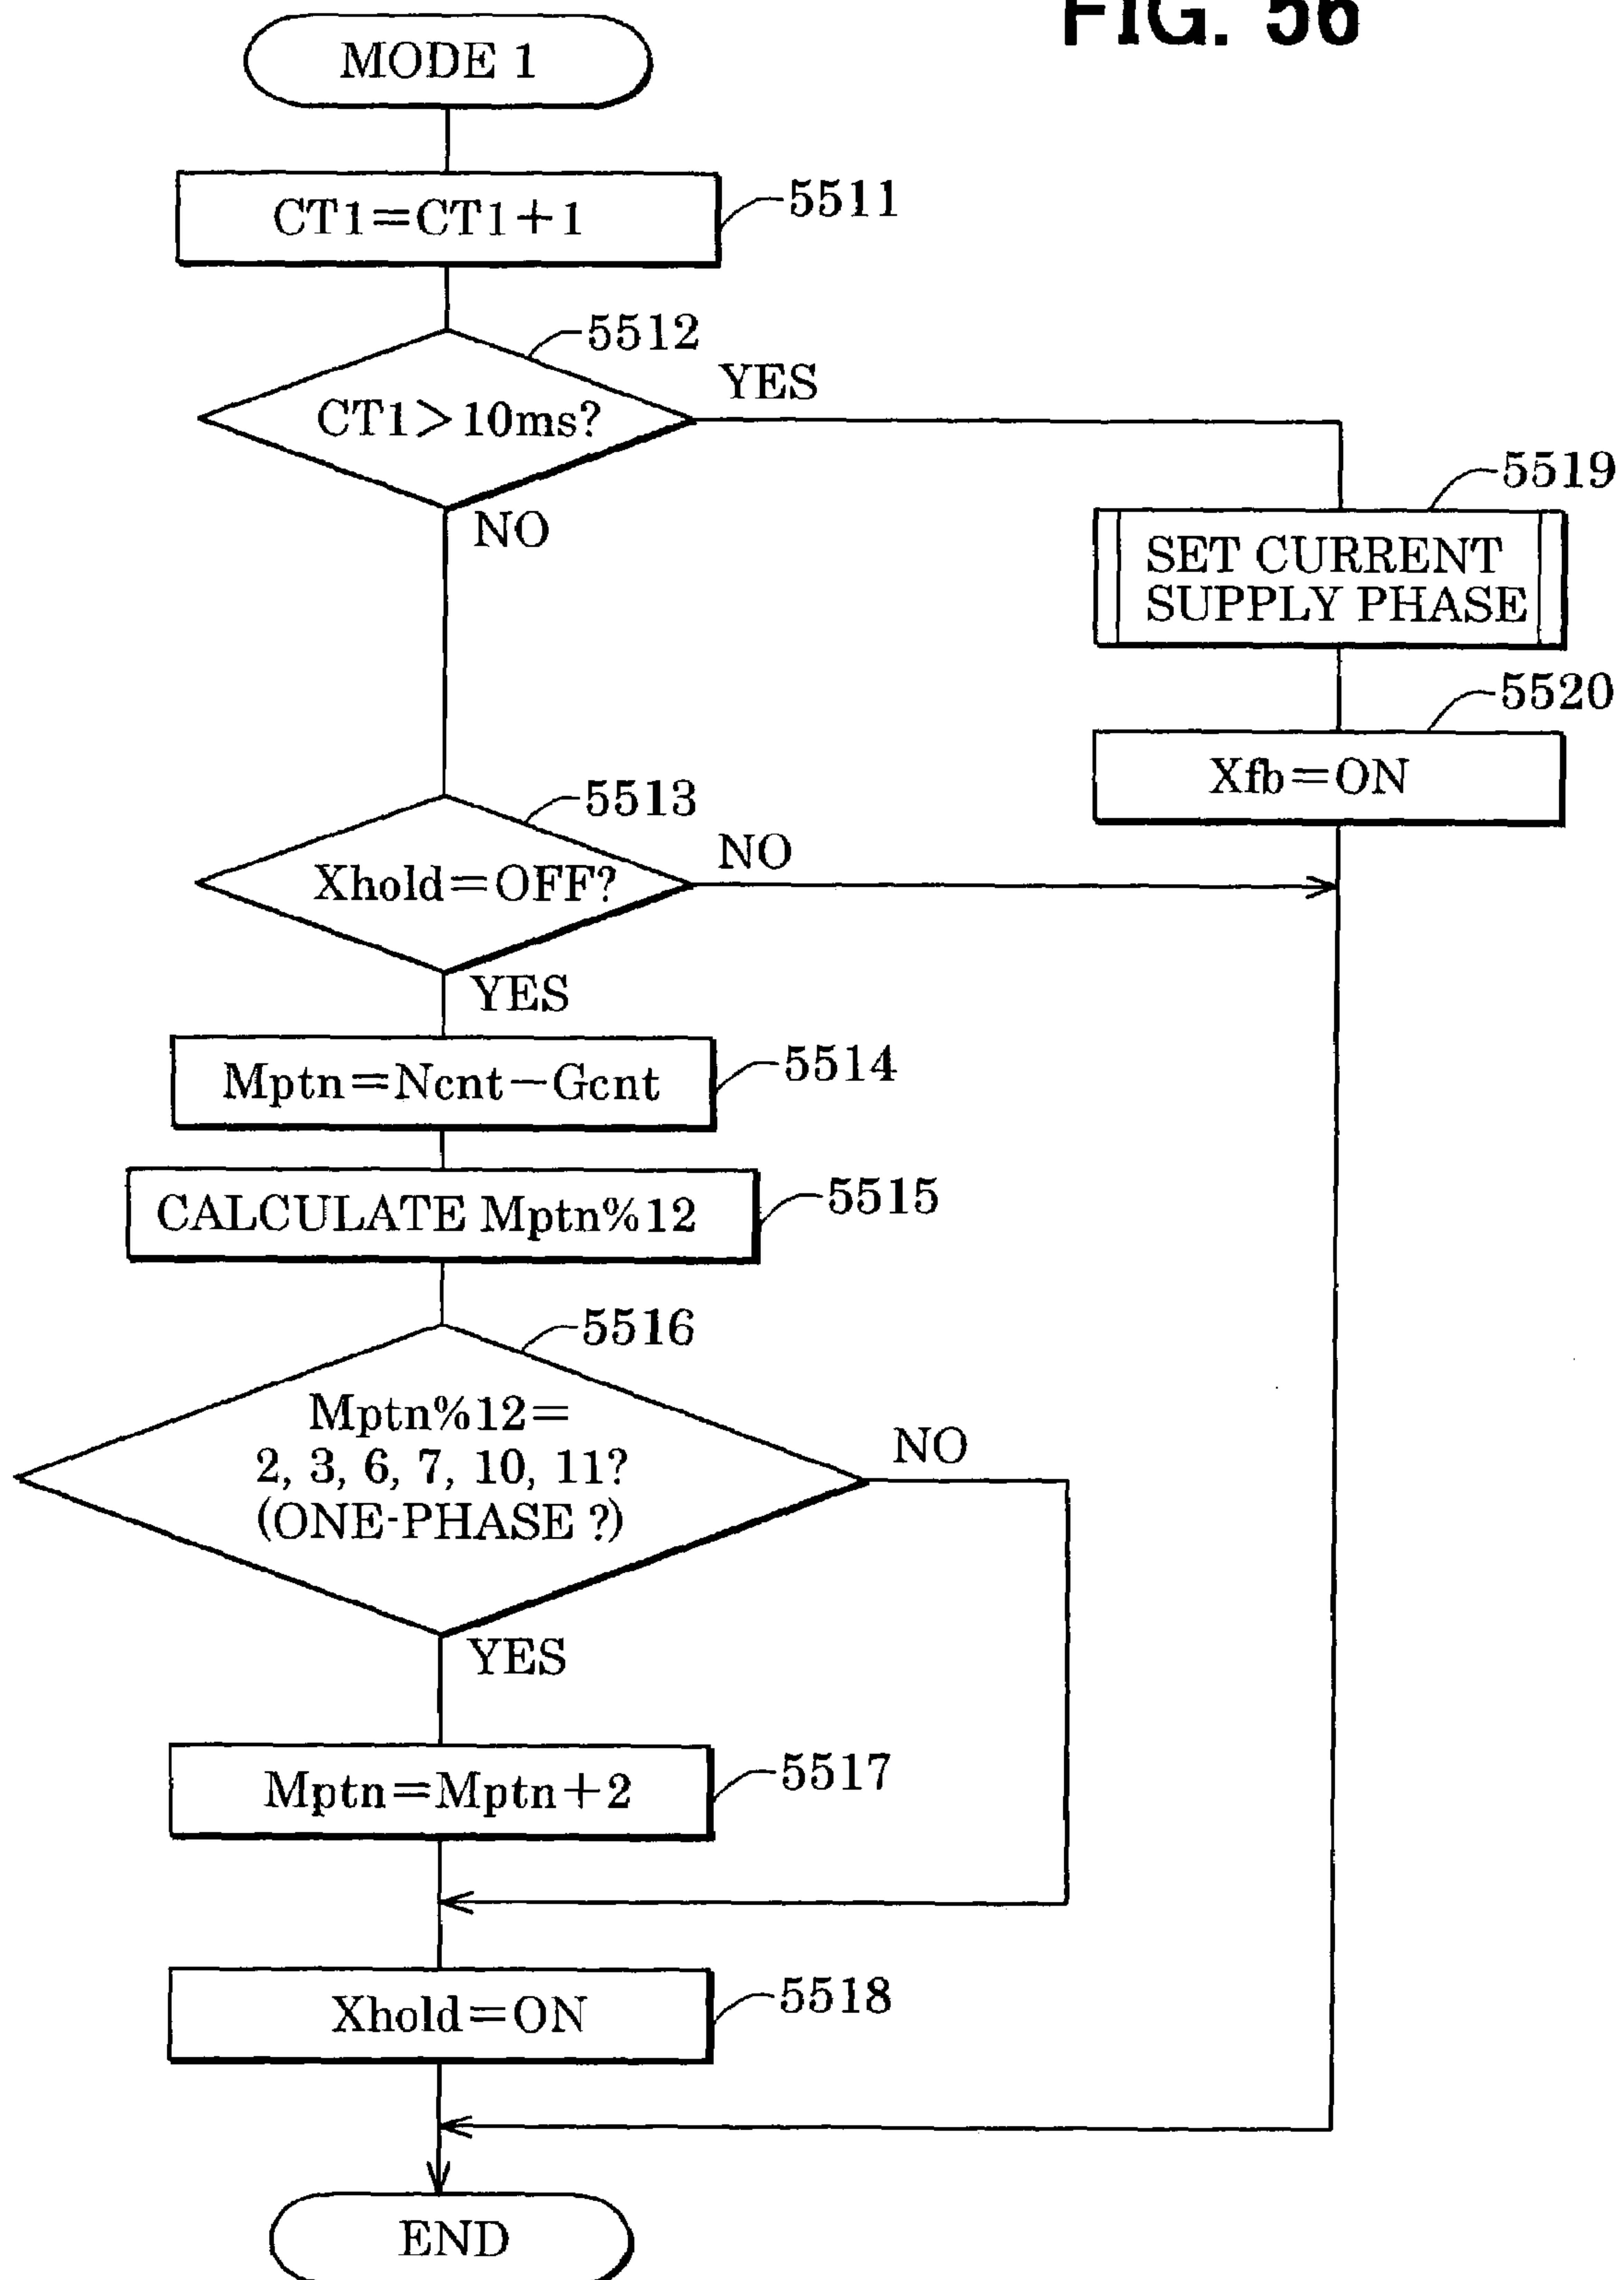 FIG. 56
MODE 1
CT1=CT1+1
5511
5512
CT1>10ms?
YES
NO
5519
SET CURRENT
SUPPLY PHASE
5520
Xfb=ON
5513
Xhold=OFF?
NO
YES
Mptn=Ncnt−Gcnt
5514
CALCULATE Mptn%12
5515
5516
Mptn%12=
2, 3, 6, 7, 10, 11?
(ONE-PHASE ?)
NO
YES
Mptn=Mptn+2
5517
Xhold=ON
5518
END